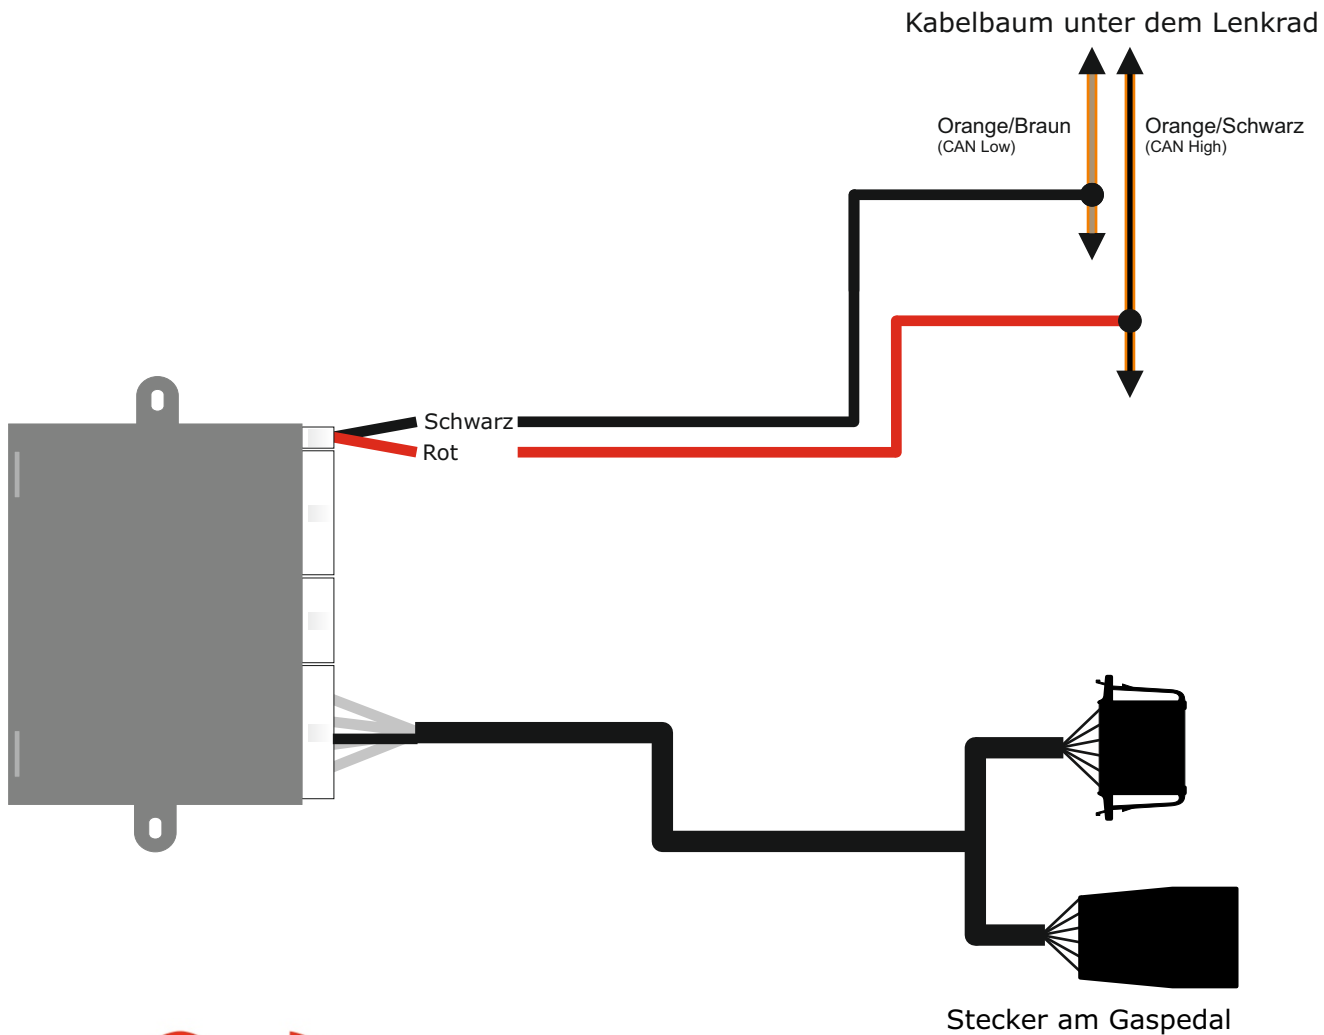 Kabelbaum unter dem Lenkrad
Orange/Braun
(CAN Low)
Orange/Schwarz
(CAN High)
Schwarz
Rot
Stecker am Gaspedal